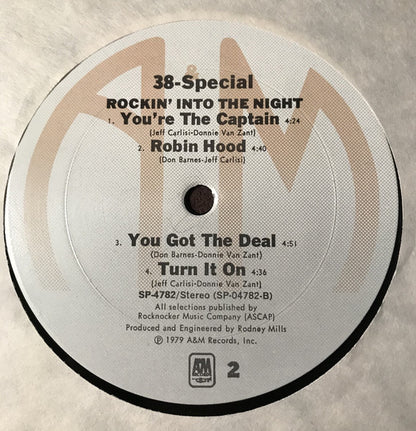 A&M
38-Special
ROCKIN' INTO THE NIGHT
1. You're The Captain 4:24
(Jeff Carlisi-Donnie Van Zant)
2. Robin Hood 4:40
(Don Barnes-Jeff Carlisi)
3. You Got The Deal 4:51
(Don Barnes-Donnie Van Zant)
4. Turn It On 4:36
(Jeff Carlisi-Donnie Van Zant)
SP-4782/Stereo (SP-04782-B)
All selections published by
Rocknocker Music Company (ASCAP)
Produced and Engineered by Rodney Mills
Ⓟ 1979 A&M Records, Inc.
A&M RECORDS 2